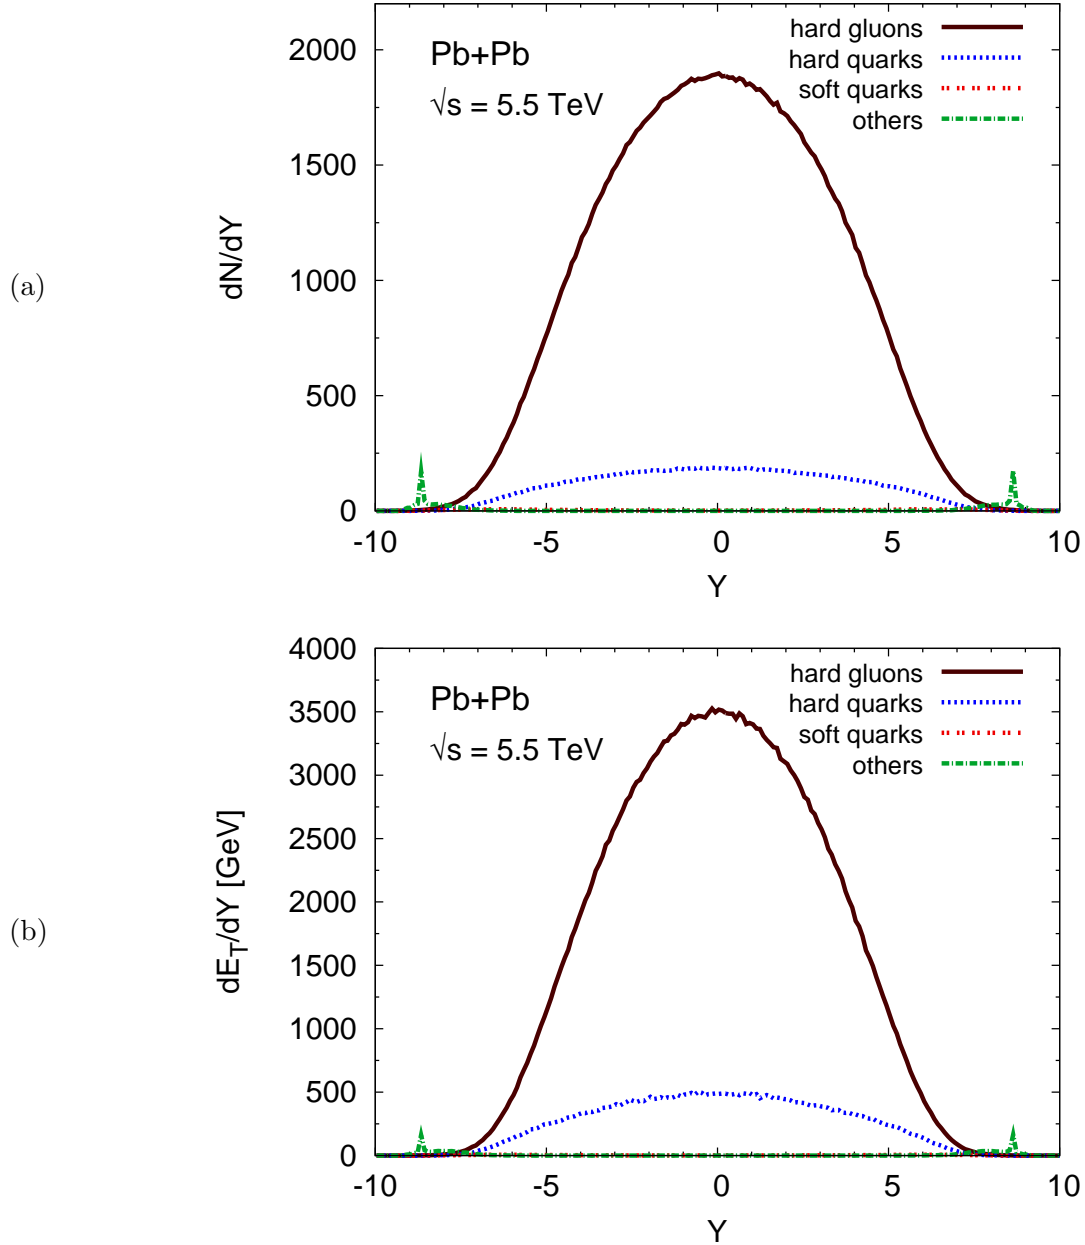 (a)
dN/dY
2000
1500
1000
500
0
Pb+Pb
√s = 5.5 TeV
hard gluons
hard quarks
soft quarks
others
-10
-5
0
5
10
Y
(b)
dE_T/dY [GeV]
4000
3500
3000
2500
2000
1500
1000
500
0
Pb+Pb
√s = 5.5 TeV
hard gluons
hard quarks
soft quarks
others
-10
-5
0
5
10
Y